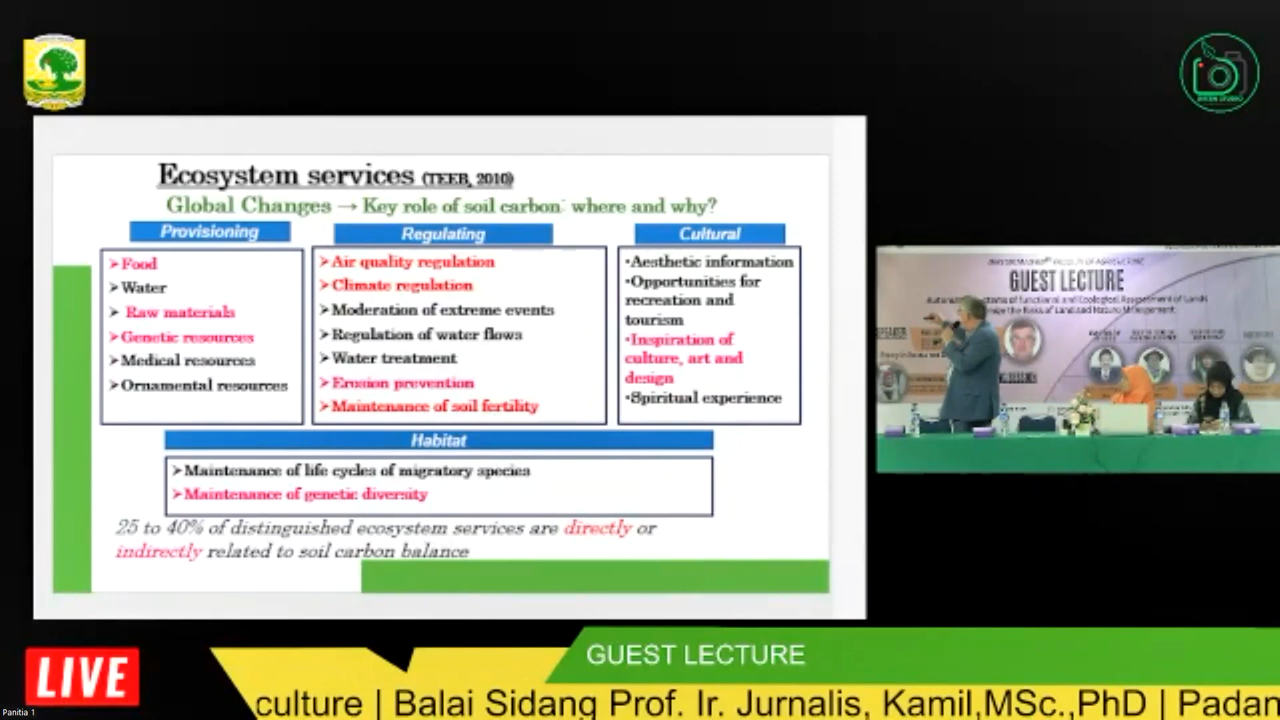 Ecosystem services (TEEB, 2010)
Global Changes → Key role of soil carbon: where and why?
Provisioning
➢Food
➢Water
➢ Raw materials
➢Genetic resources
➢Medical resources
➢Ornamental resources
Regulating
➢Air quality regulation
➢Climate regulation
➢Moderation of extreme events
➢Regulation of water flows
➢Water treatment
➢Erosion prevention
➢Maintenance of soil fertility
Cultural
•Aesthetic information
•Opportunities for
recreation and
tourism
•Inspiration of
culture, art and
design
•Spiritual experience
Habitat
➢Maintenance of life cycles of migratory species
➢Maintenance of genetic diversity
25 to 40% of distinguished ecosystem services are directly or
indirectly related to soil carbon balance
GUEST LECTURE
LIVE
GUEST LECTURE
culture | Balai Sidang Prof. Ir. Jurnalis, Kamil,MSc.,PhD | Padan
Panitia 1